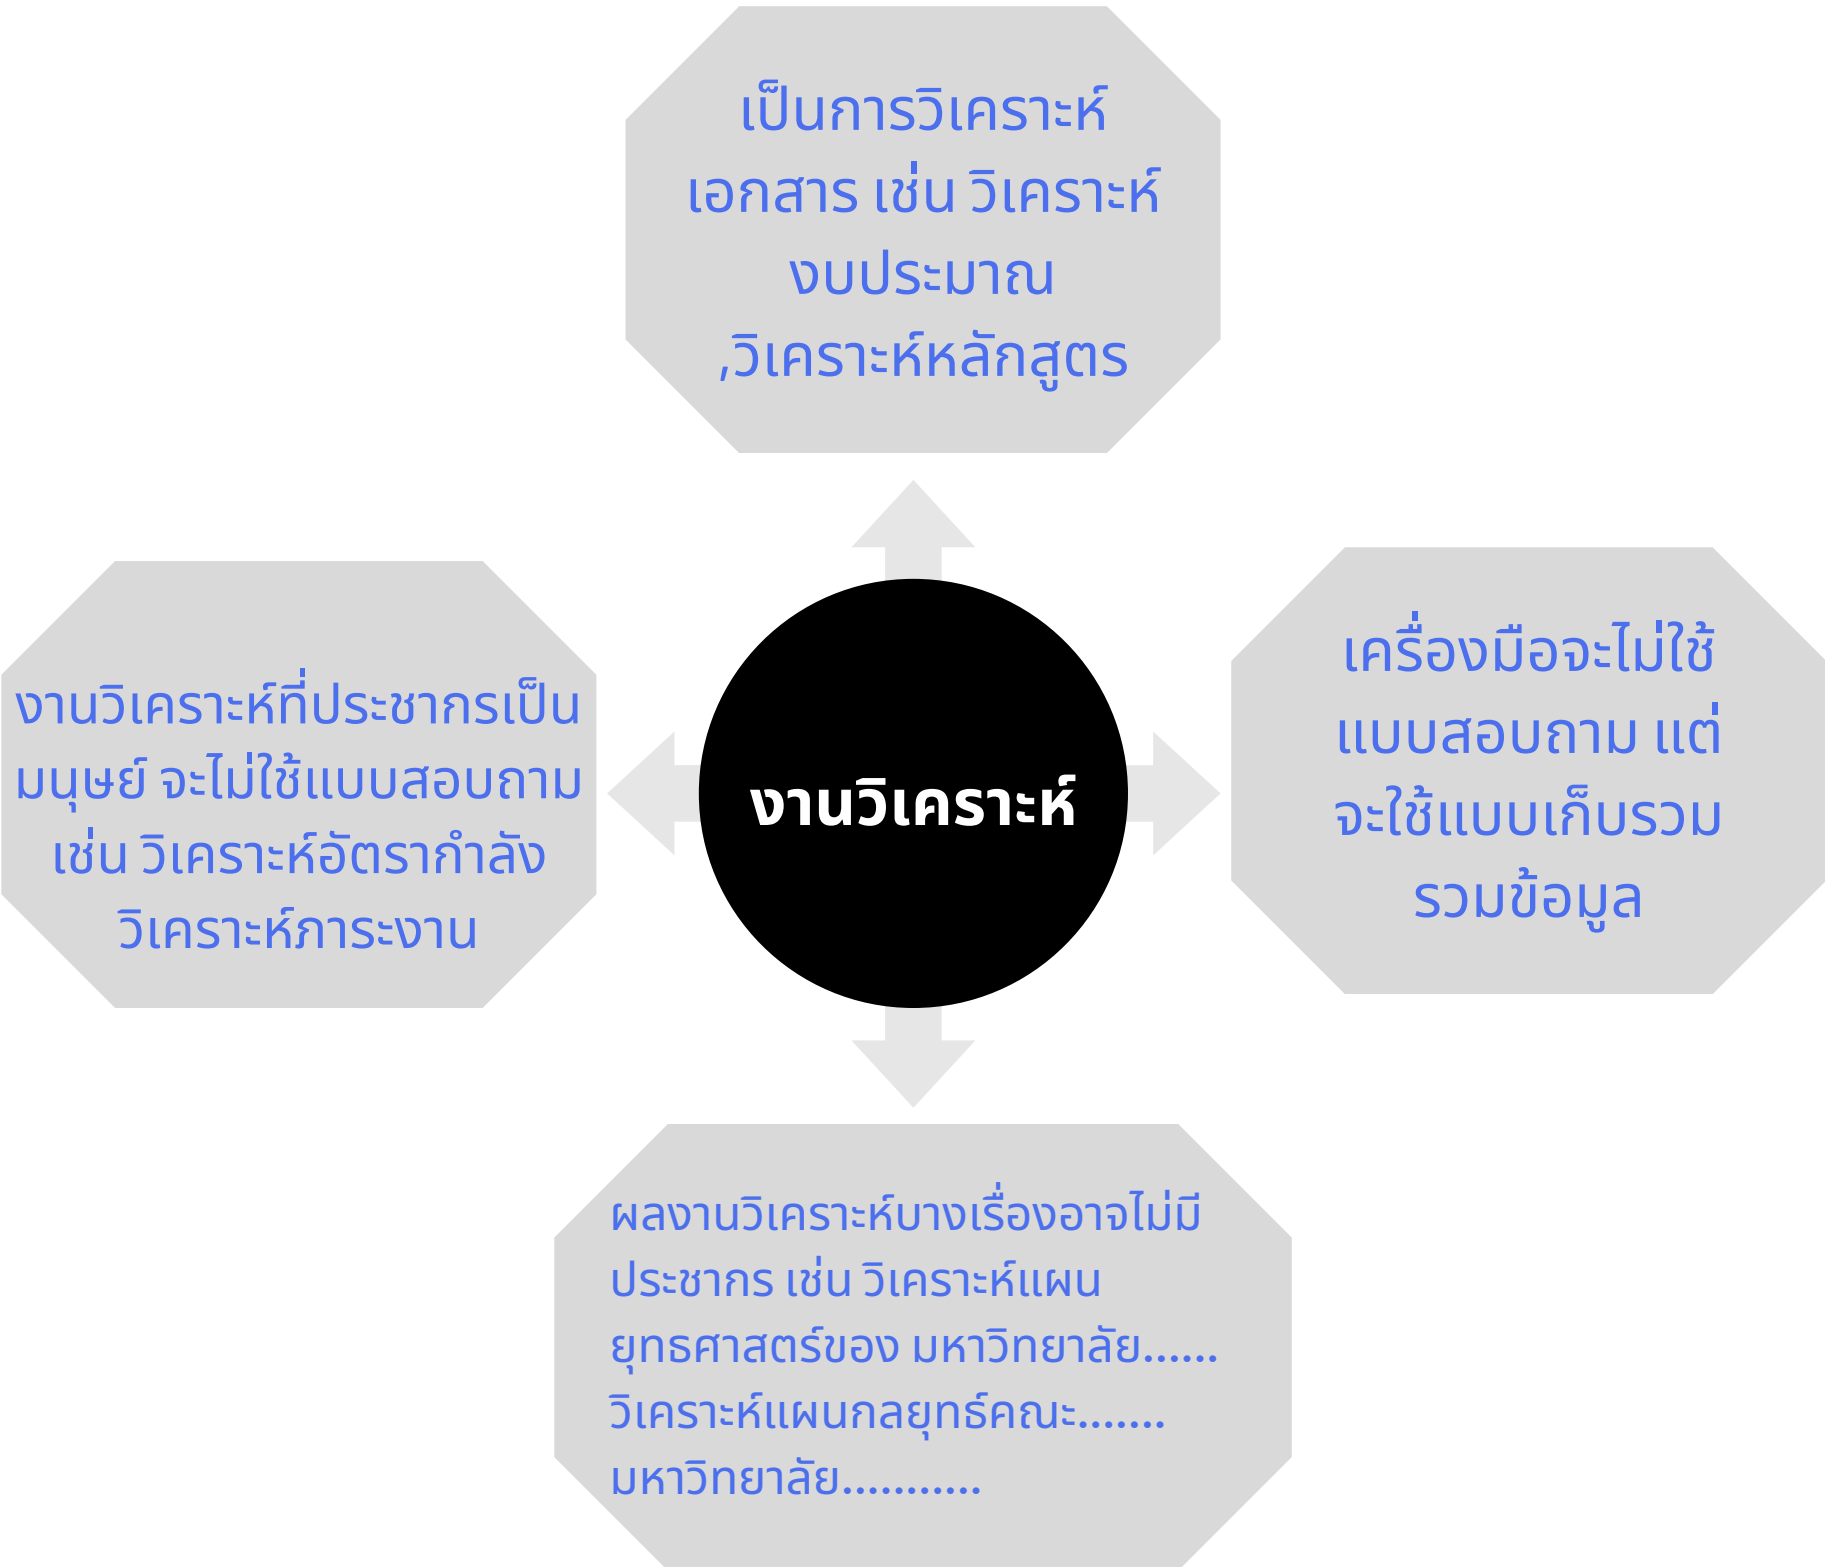 เป็นการวิเคราะห์
เอกสาร เช่น วิเคราะห์
งบประมาณ
,วิเคราะห์หลักสูตร
งานวิเคราะห์ที่ประชากรเป็น
มนุษย์ จะไม่ใช้แบบสอบถาม
เช่น วิเคราะห์อัตรากำลัง
วิเคราะห์ภาระงาน
งานวิเคราะห์
เครื่องมือจะไม่ใช้
แบบสอบถาม แต่
จะใช้แบบเก็บรวม
รวมข้อมูล
ผลงานวิเคราะห์บางเรื่องอาจไม่มี
ประชากร เช่น วิเคราะห์แผน
ยุทธศาสตร์ของ มหาวิทยาลัย......
วิเคราะห์แผนกลยุทธ์คณะ.......
มหาวิทยาลัย...........